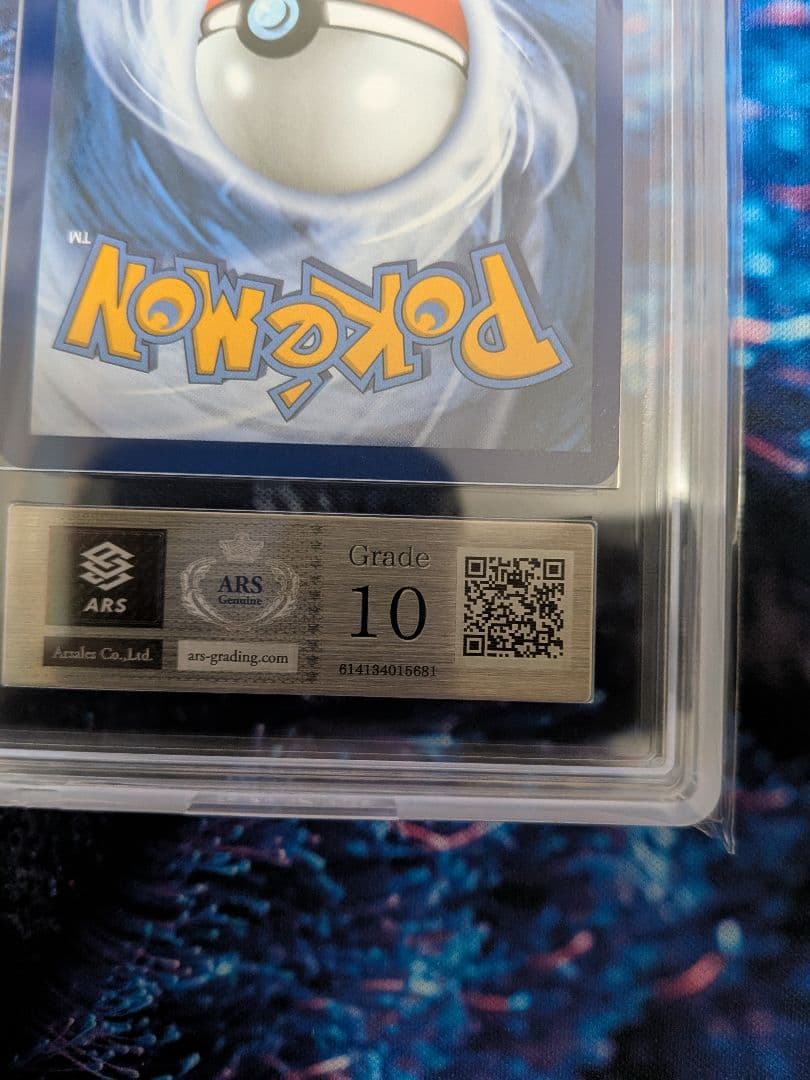 POKéMON
TM
ARS
ARS
Genuine
Grade
10
Arsales Co.,Ltd.
ars-grading.com
614134015681